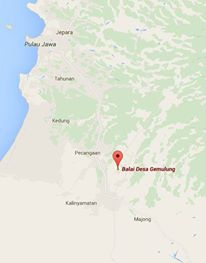 Jepara
Pulau Jawa
Tahunan
Kedung
Pecangaan
Balai Desa Gemulung
Kalinyamatan
Majong